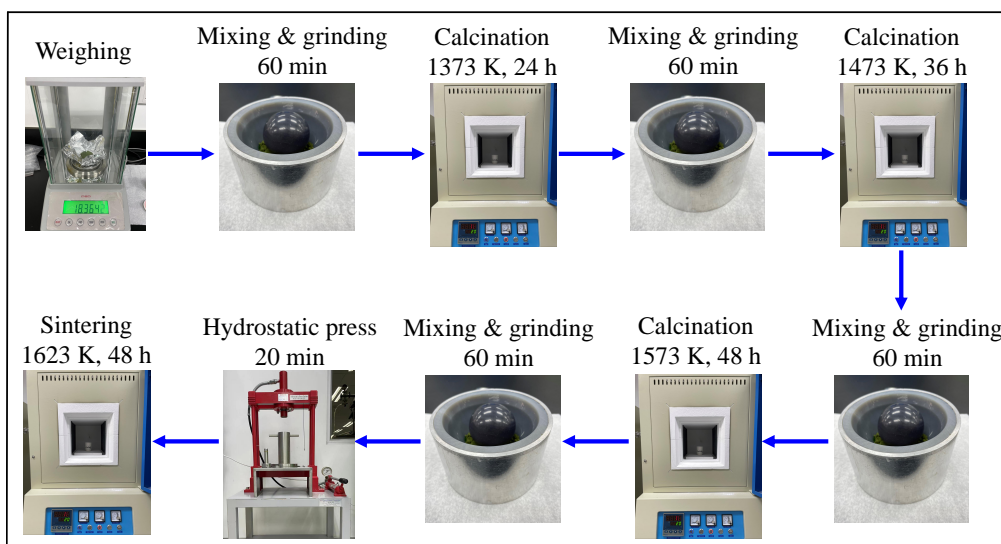 Weighing
Mixing & grinding
60 min
Calcination
1373 K, 24 h
Mixing & grinding
60 min
Calcination
1473 K, 36 h
Sintering
1623 K, 48 h
Hydrostatic press
20 min
Mixing & grinding
60 min
Calcination
1573 K, 48 h
Mixing & grinding
60 min